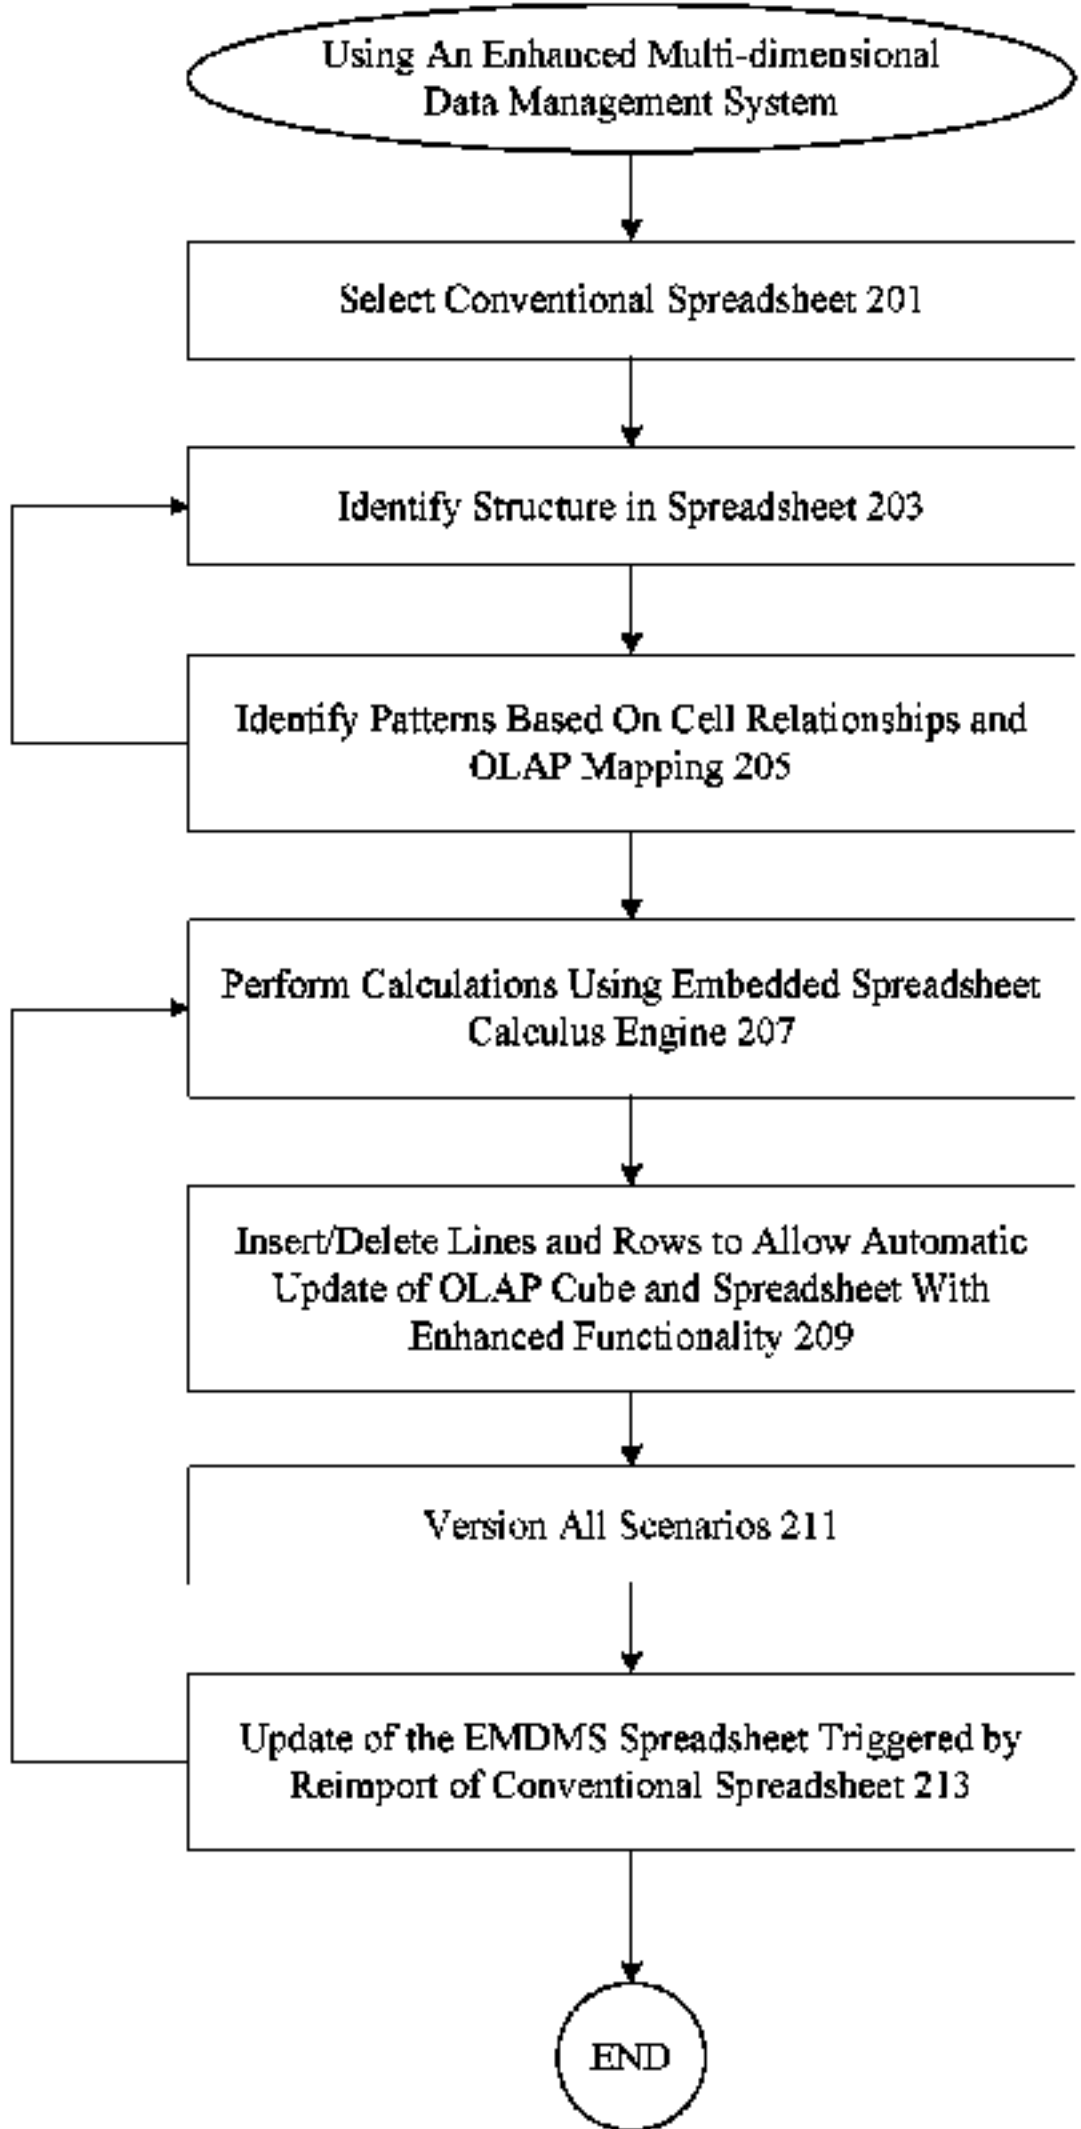 Using An Enhanced Multi-dimensional
Data Management System
Select Conventional Spreadsheet 201
Identify Structure in Spreadsheet 203
Identify Patterns Based On Cell Relationships and
OLAP Mapping 205
Perform Calculations Using Embedded Spreadsheet
Calculus Engine 207
Insert/Delete Lines and Rows to Allow Automatic
Update of OLAP Cube and Spreadsheet With
Enhanced Functionality 209
Version All Scenarios 211
Update of the EMDMS Spreadsheet Triggered by
Reimport of Conventional Spreadsheet 213
END